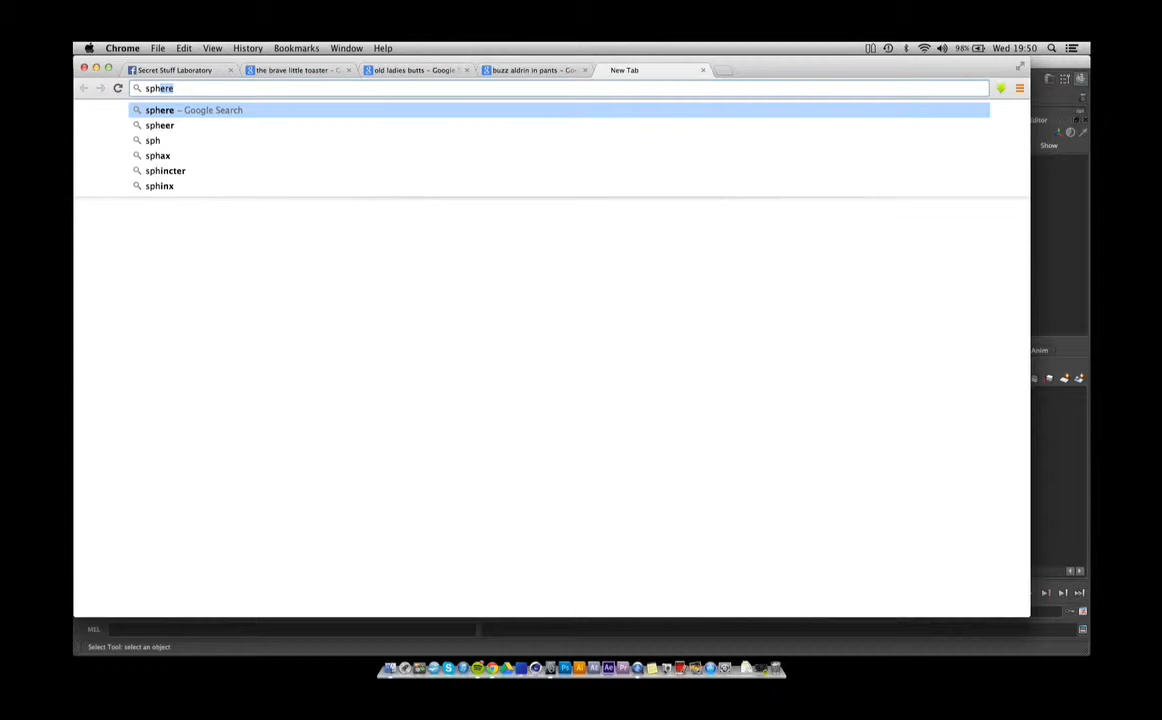 Chrome File Edit View History Bookmarks Window Help 98% Wed 19:50
Secret Stuff Laboratory the brave little toaster – G old ladies butts – Google buzz aldrin in pants – Go New Tab
sphere
sphere – Google Search
spheer
sph
sphax
sphincter
sphinx
Editor
Show
Anim
MEL
Select Tool: select an object